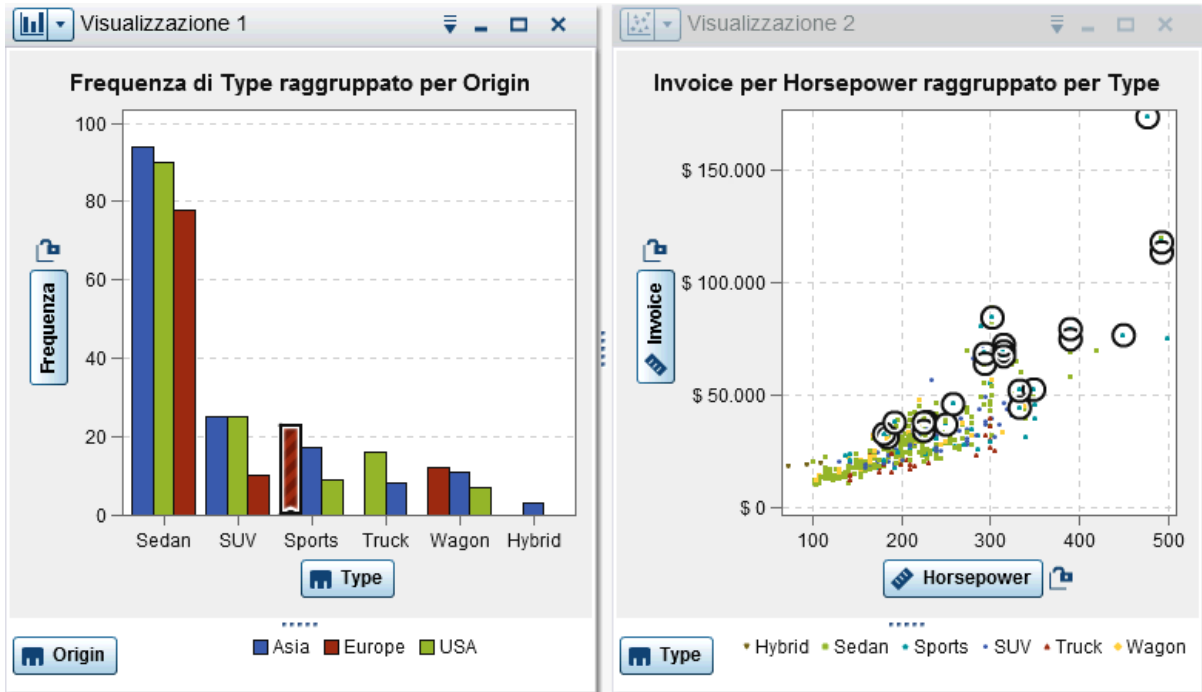 Visualizzazione 1
Frequenza di Type raggruppato per Origin
Frequenza
100
80
60
40
20
0
Sedan SUV Sports Truck Wagon Hybrid
Type
Origin
Asia Europe USA
Visualizzazione 2
Invoice per Horsepower raggruppato per Type
Invoice
$ 150.000
$ 100.000
$ 50.000
$ 0
100 200 300 400 500
Horsepower
Type
Hybrid Sedan Sports SUV Truck Wagon